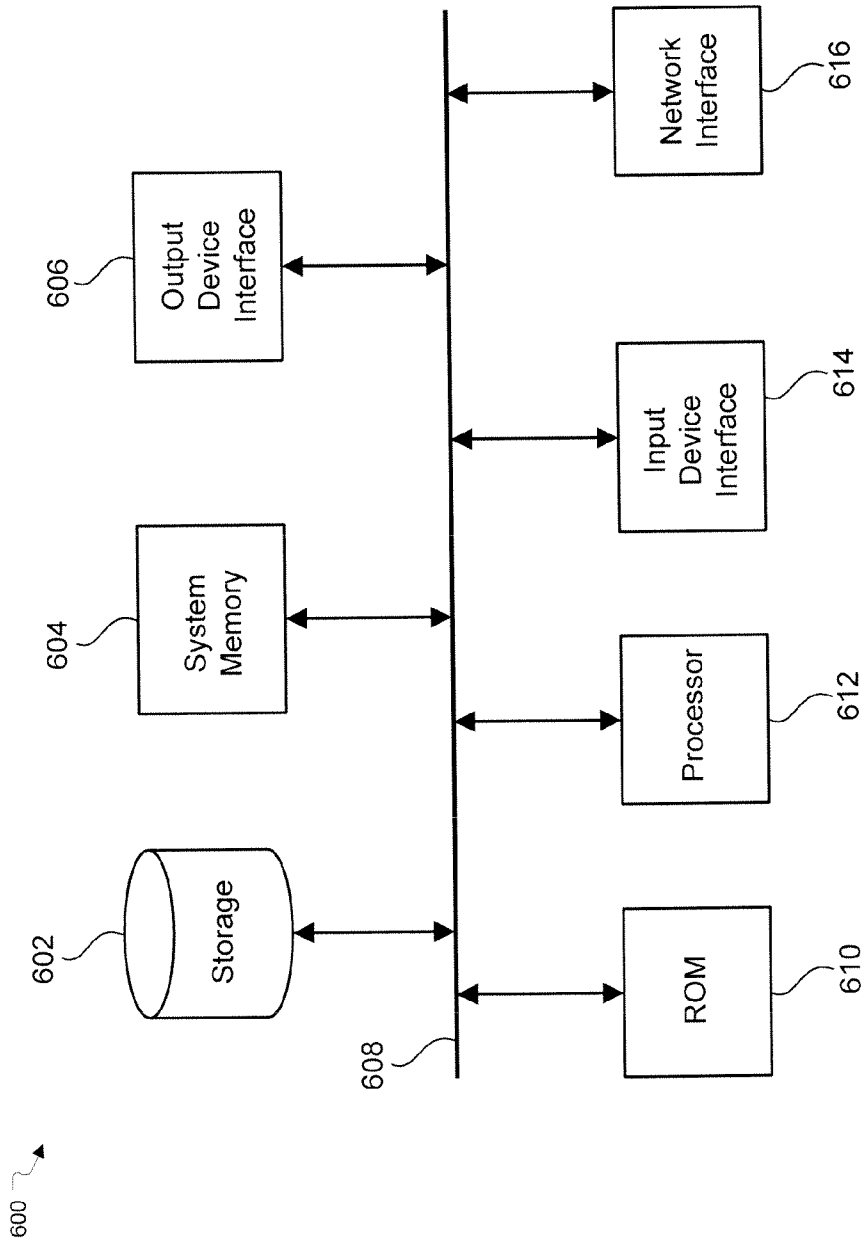 600
602
Storage
604
System
Memory
606
Output
Device
Interface
608
610
ROM
612
Processor
614
Input
Device
Interface
616
Network
Interface